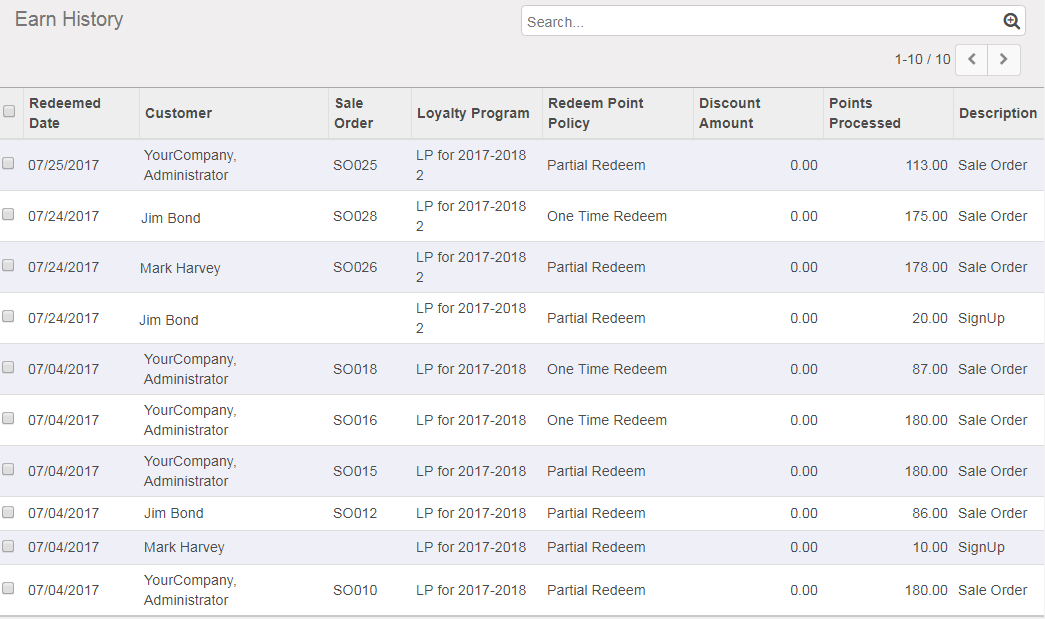 Earn History
Search...
1-10 / 10
Redeemed Date Customer Sale Order Loyalty Program Redeem Point Policy Discount Amount Points Processed Description
07/25/2017 YourCompany, Administrator SO025 LP for 2017-2018 2 Partial Redeem 0.00 113.00 Sale Order
07/24/2017 Jim Bond SO028 LP for 2017-2018 2 One Time Redeem 0.00 175.00 Sale Order
07/24/2017 Mark Harvey SO026 LP for 2017-2018 2 Partial Redeem 0.00 178.00 Sale Order
07/24/2017 Jim Bond LP for 2017-2018 2 Partial Redeem 0.00 20.00 SignUp
07/04/2017 YourCompany, Administrator SO018 LP for 2017-2018 One Time Redeem 0.00 87.00 Sale Order
07/04/2017 YourCompany, Administrator SO016 LP for 2017-2018 One Time Redeem 0.00 180.00 Sale Order
07/04/2017 YourCompany, Administrator SO015 LP for 2017-2018 Partial Redeem 0.00 180.00 Sale Order
07/04/2017 Jim Bond SO012 LP for 2017-2018 Partial Redeem 0.00 86.00 Sale Order
07/04/2017 Mark Harvey LP for 2017-2018 Partial Redeem 0.00 10.00 SignUp
07/04/2017 YourCompany, Administrator SO010 LP for 2017-2018 Partial Redeem 0.00 180.00 Sale Order